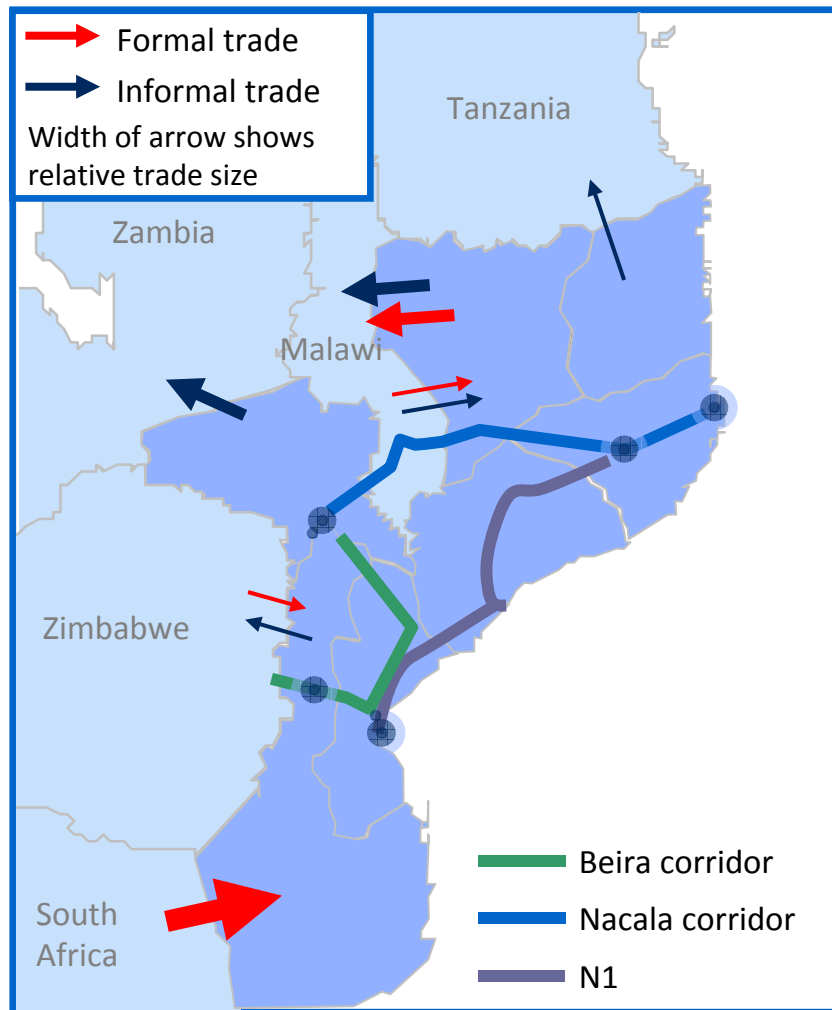 Formal trade
Informal trade
Width of arrow shows
relative trade size
Tanzania
Zambia
Malawi
Zimbabwe
South
Africa
Beira corridor
Nacala corridor
N1